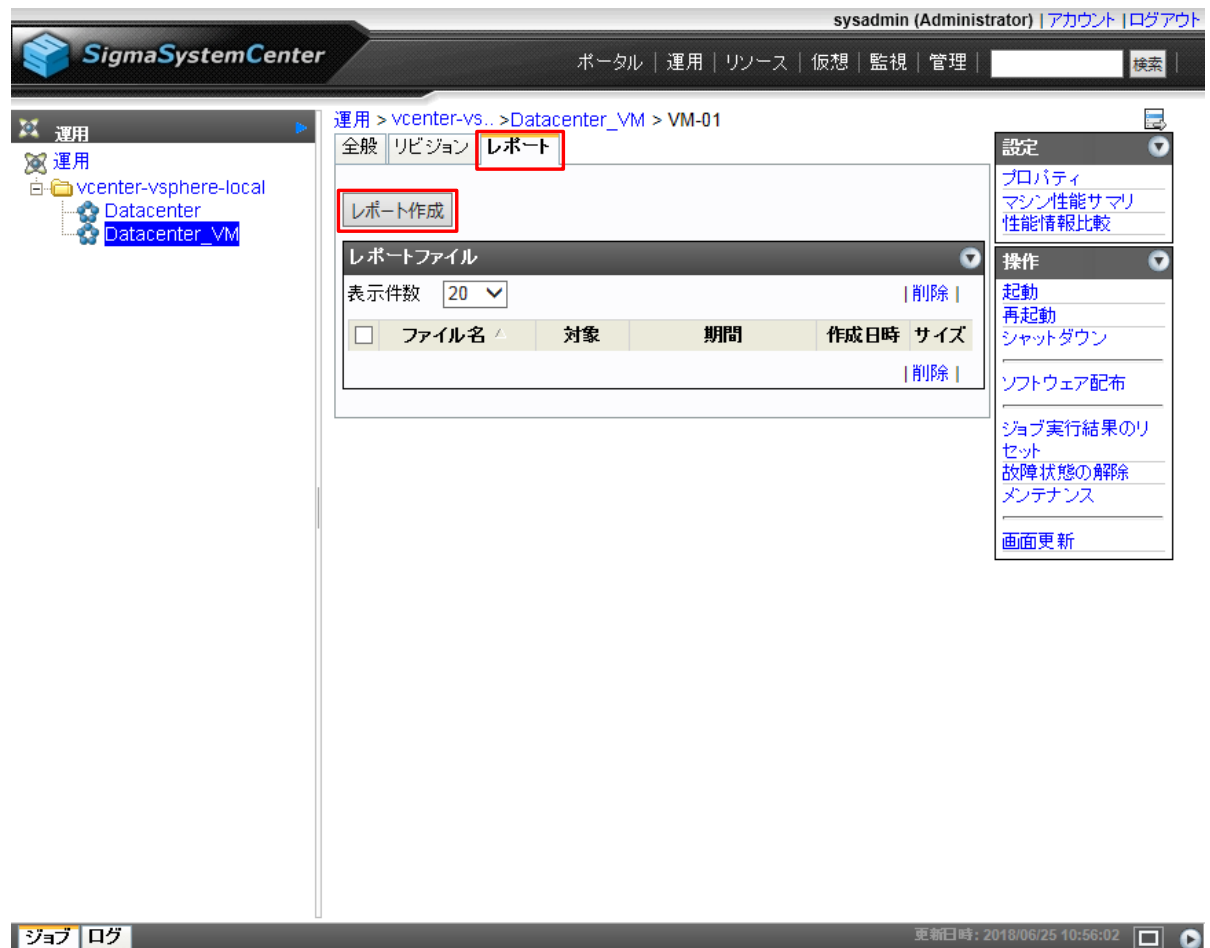 sysadmin (Administrator) | アカウント | ログアウト
SigmaSystemCenter
ポータル | 運用 | リソース | 仮想 | 監視 | 管理 | 検索 |
運用
運用
vcenter-vsphere-local
Datacenter
Datacenter_VM
運用 > vcenter-vs.. >Datacenter_VM > VM-01
全般 リビジョン レポート
レポート作成
レポートファイル
表示件数 20 | 削除 |
ファイル名 対象 期間 作成日時 サイズ
| 削除 |
設定
プロパティ
マシン性能サマリ
性能情報比較
操作
起動
再起動
シャットダウン
ソフトウェア配布
ジョブ実行結果のリ
セット
故障状態の解除
メンテナンス
画面更新
ジョブ ログ
更新日時 : 2018/06/25 10:56:02